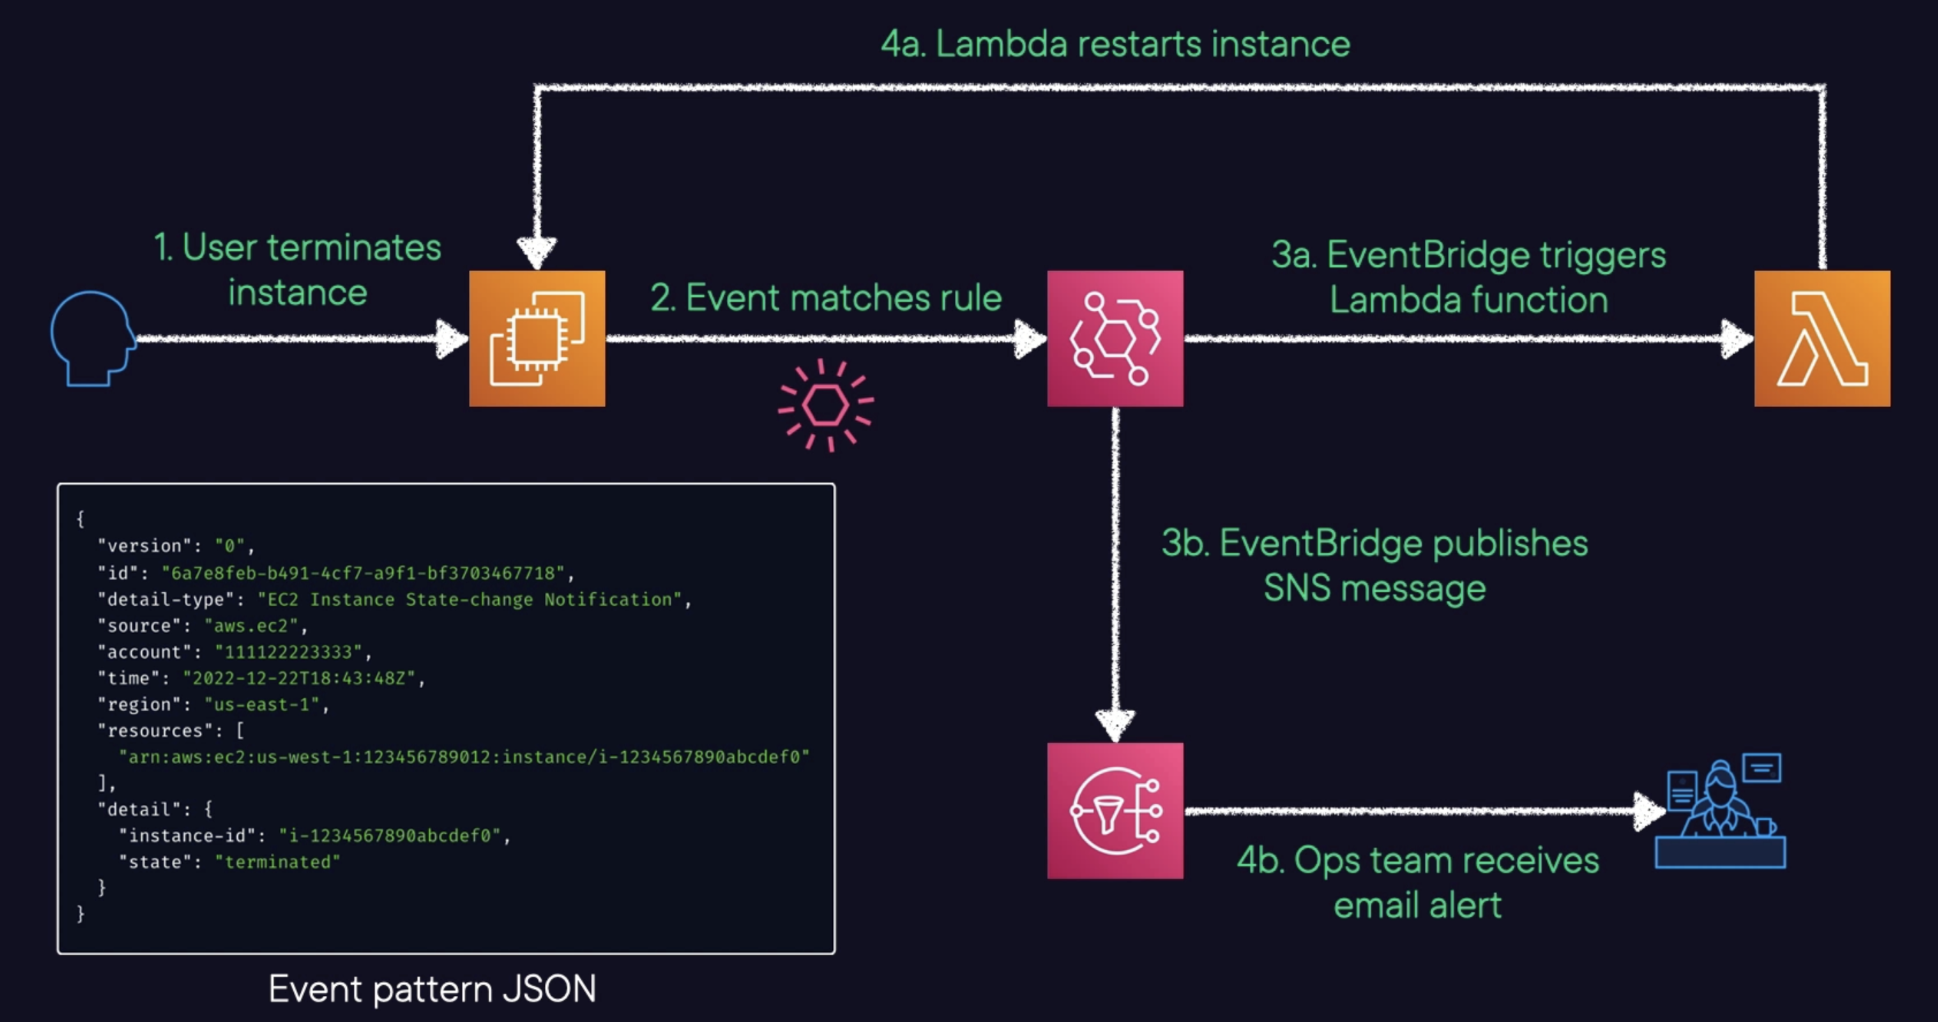 4a. Lambda restarts instance
1. User terminates
instance
2. Event matches rule
3a. EventBridge triggers
Lambda function
{
"version": "0",
"id": "6a7e8feb-b491-4cf7-a9f1-bf3703467718",
"detail-type": "EC2 Instance State-change Notification",
"source": "aws.ec2",
"account": "111122223333",
"time": "2022-12-22T18:43:48Z",
"region": "us-east-1",
"resources": [
"arn:aws:ec2:us-west-1:123456789012:instance/i-1234567890abcdef0"
],
"detail": {
"instance-id": "i-1234567890abcdef0",
"state": "terminated"
}
}
Event pattern JSON
3b. EventBridge publishes
SNS message
4b. Ops team receives
email alert